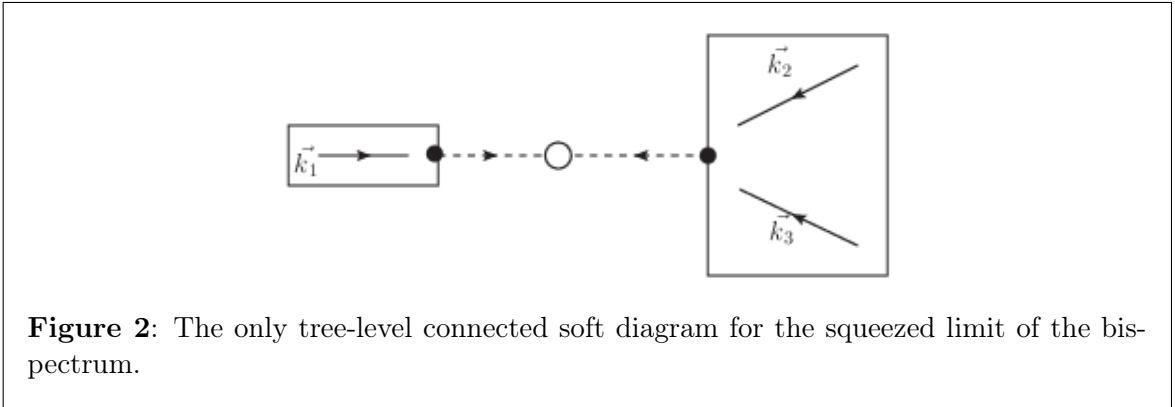 k⃗₂
k⃗₁
k⃗₃
Figure 2: The only tree-level connected soft diagram for the squeezed limit of the bis-
pectrum.